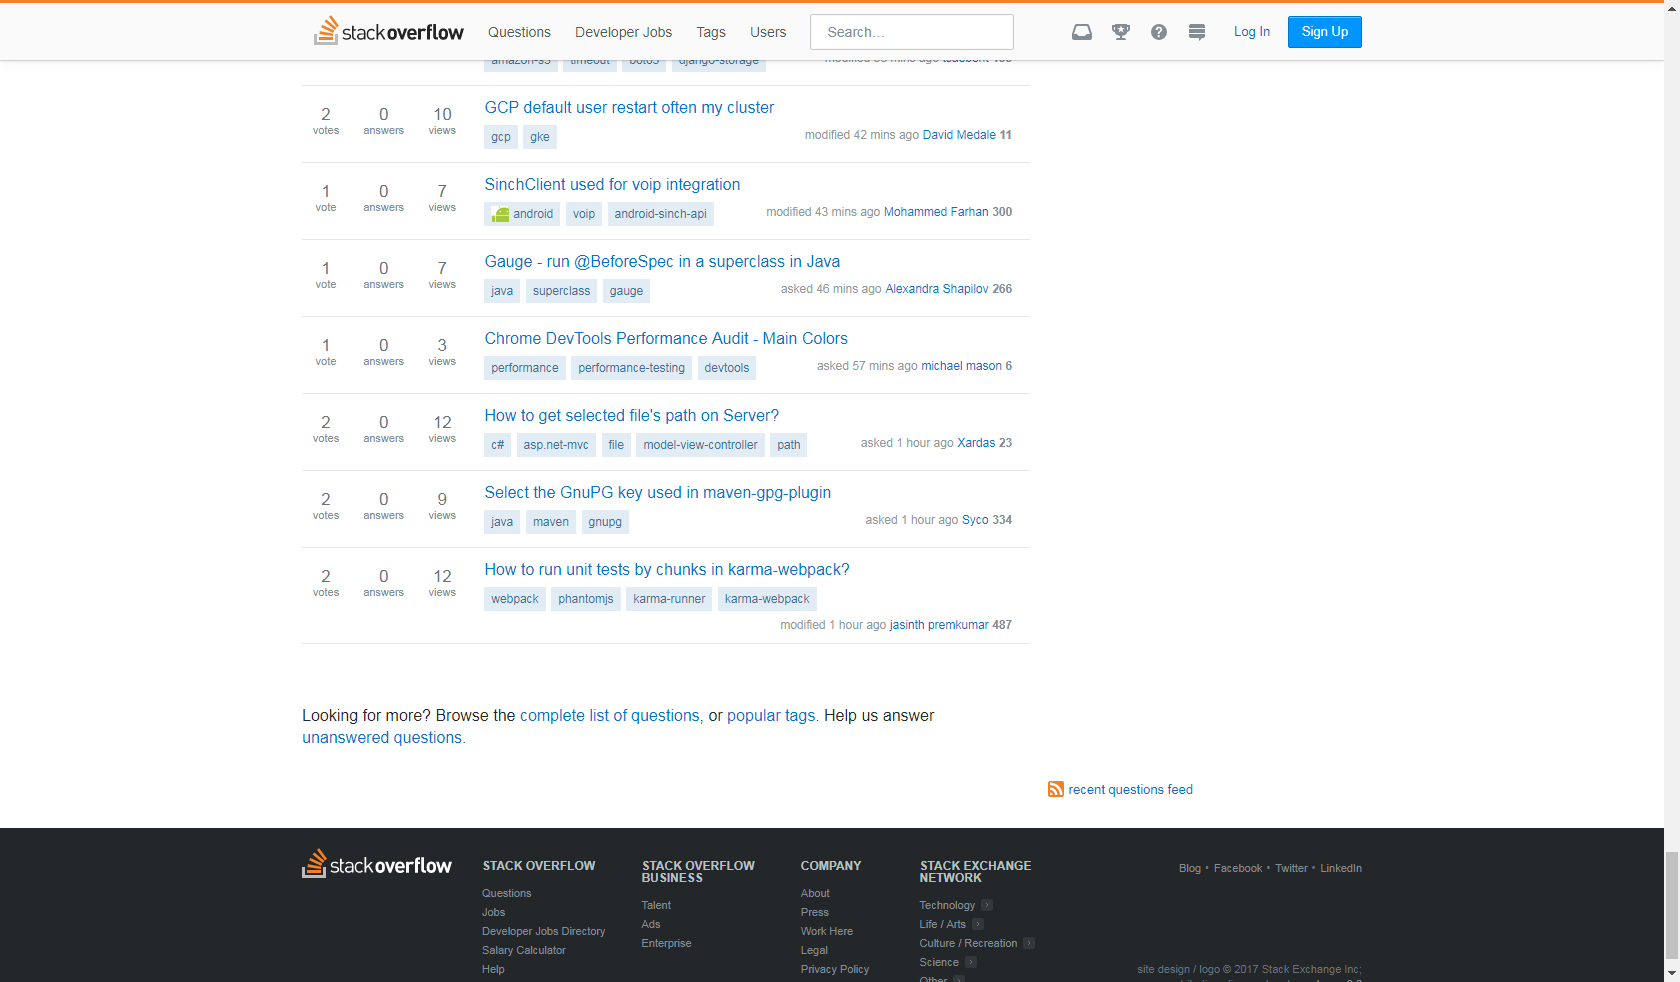 stackoverflow Questions Developer Jobs Tags Users Search... Log In Sign Up
amazon-s3 timeout boto3 django-storage
2 0 10 GCP default user restart often my cluster
votes answers views
gcp gke modified 42 mins ago David Medale 11
1 0 7 SinchClient used for voip integration
vote answers views
android voip android-sinch-api modified 43 mins ago Mohammed Farhan 300
1 0 7 Gauge - run @BeforeSpec in a superclass in Java
vote answers views
java superclass gauge asked 46 mins ago Alexandra Shapilov 266
1 0 3 Chrome DevTools Performance Audit - Main Colors
vote answers views
performance performance-testing devtools asked 57 mins ago michael mason 6
2 0 12 How to get selected file's path on Server?
votes answers views
c# asp.net-mvc file model-view-controller path asked 1 hour ago Xardas 23
2 0 9 Select the GnuPG key used in maven-gpg-plugin
votes answers views
java maven gnupg asked 1 hour ago Syco 334
2 0 12 How to run unit tests by chunks in karma-webpack?
votes answers views
webpack phantomjs karma-runner karma-webpack
modified 1 hour ago jasinth premkumar 487
Looking for more? Browse the complete list of questions, or popular tags. Help us answer
unanswered questions.
recent questions feed
stackoverflow
STACK OVERFLOW
Questions
Jobs
Developer Jobs Directory
Salary Calculator
Help
STACK OVERFLOW
BUSINESS
Talent
Ads
Enterprise
COMPANY
About
Press
Work Here
Legal
Privacy Policy
STACK EXCHANGE
NETWORK
Technology
Life / Arts
Culture / Recreation
Science
Other
Blog • Facebook • Twitter • LinkedIn
site design / logo © 2017 Stack Exchange Inc;